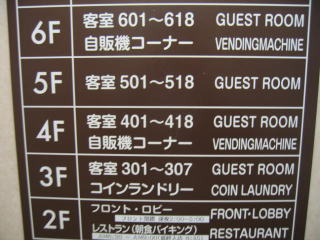 6F 客室 601～618 GUEST ROOM
自販機コーナー VENDINGMACHINE
5F 客室 501～518 GUEST ROOM
4F 客室 401～418 GUEST ROOM
自販機コーナー VENDINGMACHINE
3F 客室 301～307 GUEST ROOM
コインランドリー COIN LAUNDRY
2F フロント・ロビー FRONT・LOBBY
レストラン(朝食バイキング) RESTAURANT